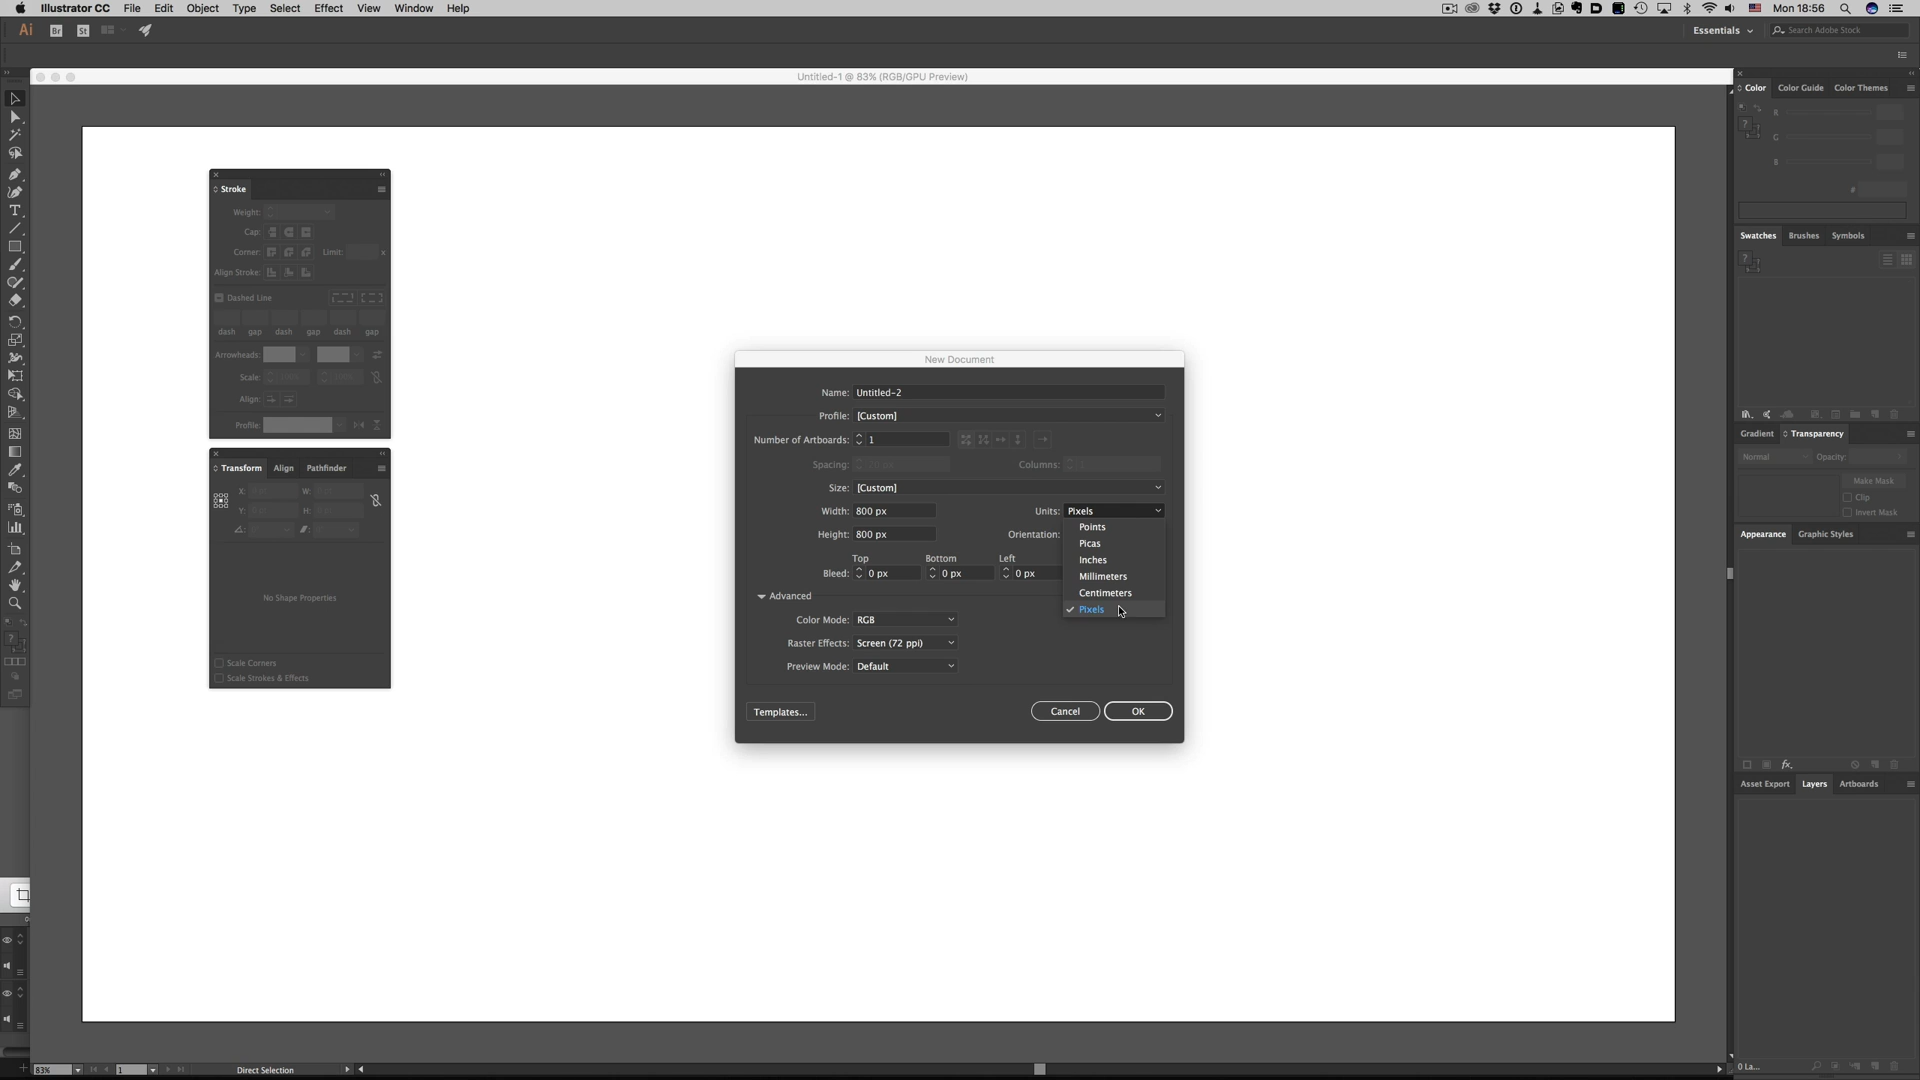 Illustrator CC File Edit Object Type Select Effect View Window Help Mon 18:56
Ai Br St Essentials Search Adobe Stock
Untitled-1 @ 83% (RGB/GPU Preview)
Stroke
Weight:
Cap:
Corner: Limit: x
Align Stroke:
Dashed Line
dash gap dash gap dash gap
Arrowheads:
Scale:
Align:
Profile:
Transform Align Pathfinder
X: W:
Y: H:
No Shape Properties
Scale Corners
Scale Strokes & Effects
New Document
Name: Untitled-2
Profile: [Custom]
Number of Artboards: 1
Spacing: Columns:
Size: [Custom]
Width: 800 px Units: Pixels
Height: 800 px Orientation:
Top Bottom Left
Bleed: 0 px 0 px 0 px
Points
Picas
Inches
Millimeters
Centimeters
✓ Pixels
Advanced
Color Mode: RGB
Raster Effects: Screen (72 ppi)
Preview Mode: Default
Templates... Cancel OK
Color Color Guide Color Themes
R
G
B
#
Swatches Brushes Symbols
Gradient Transparency
Normal Opacity:
Make Mask
Clip
Invert Mask
Appearance Graphic Styles
fx.
Asset Export Layers Artboards
0 La...
83% 1 Direct Selection